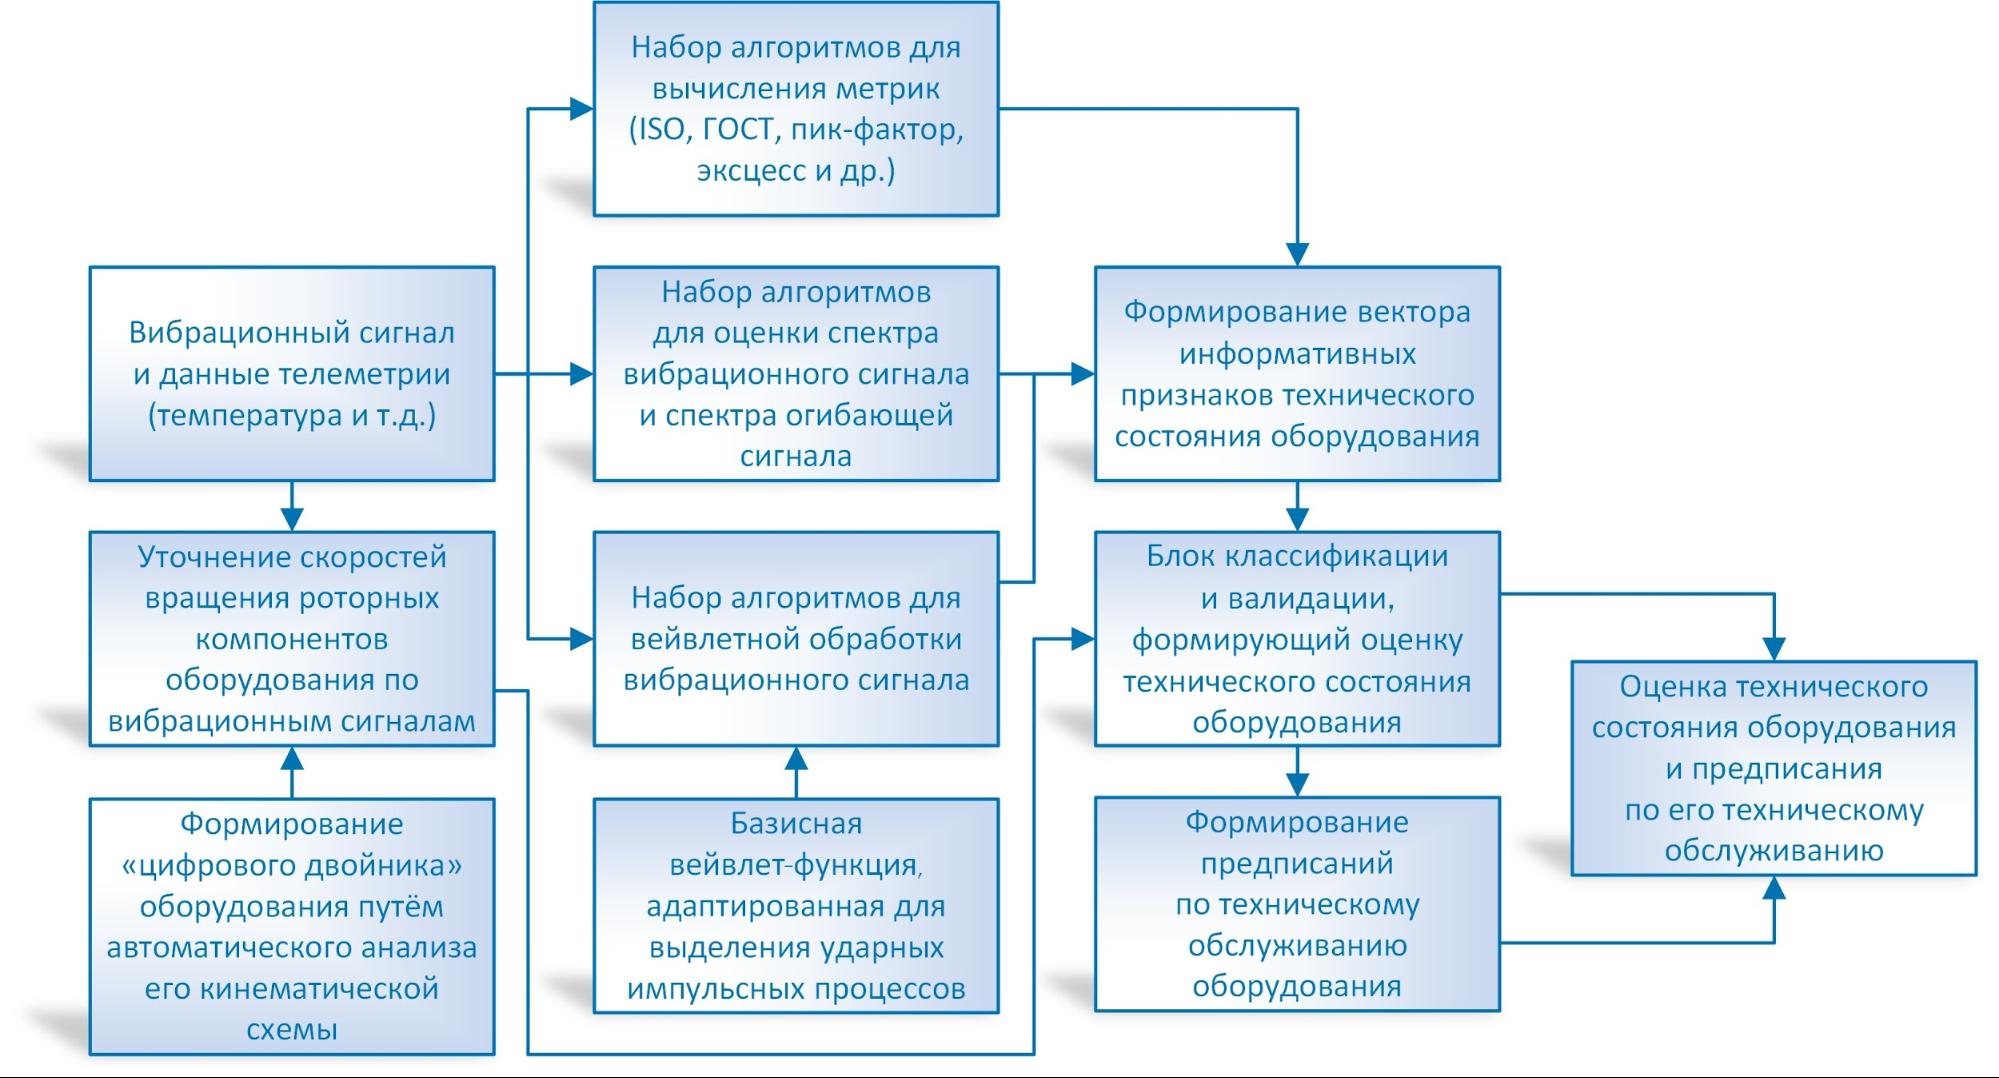 Набор алгоритмов для
вычисления метрик
(ISO, ГОСТ, пик-фактор,
эксцесс и др.)
Вибрационный сигнал
и данные телеметрии
(температура и т.д.)
Набор алгоритмов
для оценки спектра
вибрационного сигнала
и спектра огибающей
сигнала
Формирование вектора
информативных
признаков технического
состояния оборудования
Уточнение скоростей
вращения роторных
компонентов
оборудования по
вибрационным сигналам
Набор алгоритмов для
вейвлетной обработки
вибрационного сигнала
Блок классификации
и валидации,
формирующий оценку
технического состояния
оборудования
Оценка технического
состояния оборудования
и предписания
по его техническому
обслуживанию
Формирование
«цифрового двойника»
оборудования путём
автоматического анализа
его кинематической
схемы
Базисная
вейвлет-функция,
адаптированная для
выделения ударных
импульсных процессов
Формирование
предписаний
по техническому
обслуживанию
оборудования